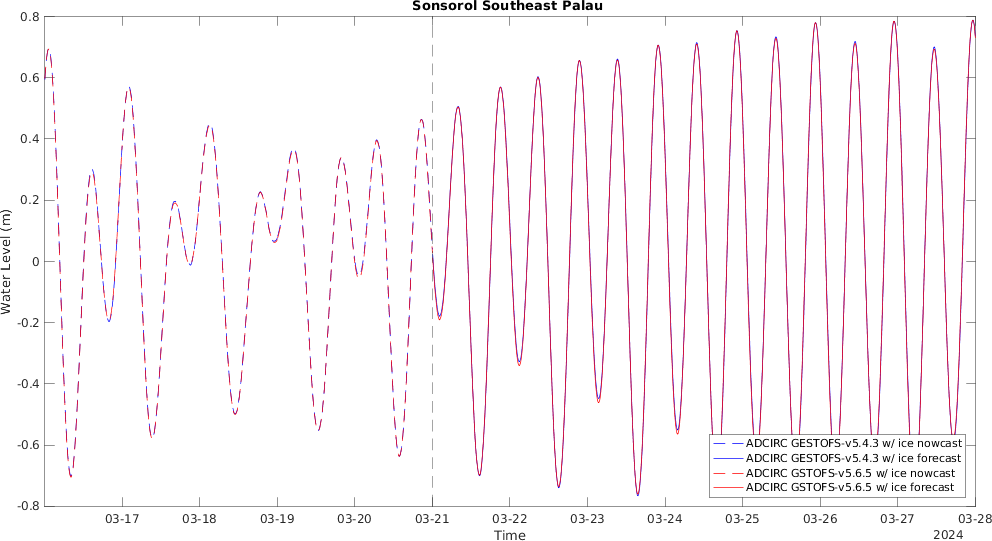 Sonsorol Southeast Palau
Water Level (m)
0.8
0.6
0.4
0.2
0
-0.2
-0.4
-0.6
-0.8
ADCIRC GESTOFS-v5.4.3 w/ ice nowcast
ADCIRC GESTOFS-v5.4.3 w/ ice forecast
ADCIRC GSTOFS-v5.6.5 w/ ice nowcast
ADCIRC GSTOFS-v5.6.5 w/ ice forecast
03-17 03-18 03-19 03-20 03-21 03-22 03-23 03-24 03-25 03-26 03-27 03-28
Time
2024